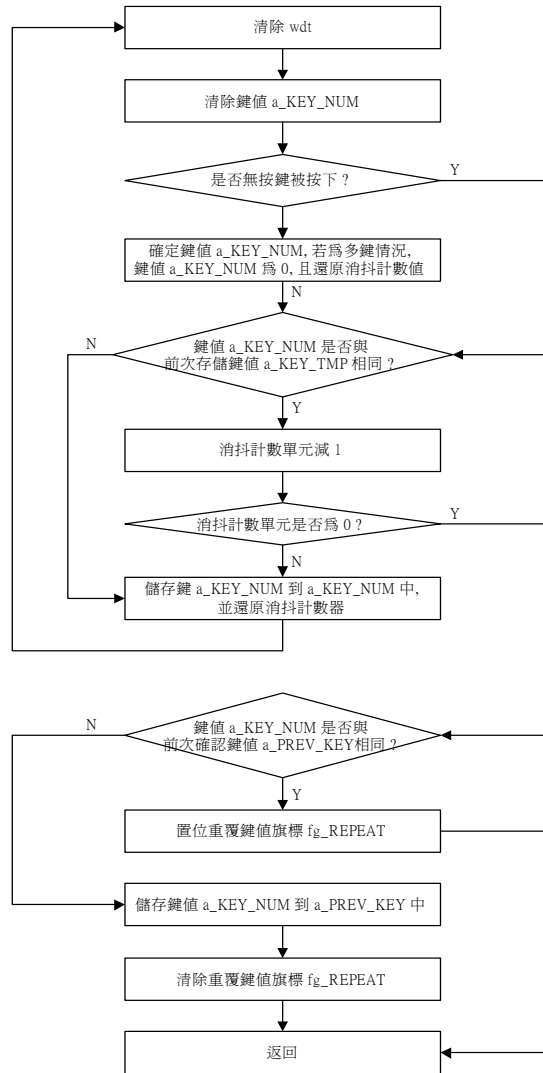 清除 wdt
清除鍵值 a_KEY_NUM
是否無按鍵被按下？
Y
確定鍵值 a_KEY_NUM, 若爲多鍵情況,
鍵值 a_KEY_NUM 爲 0, 且還原消抖計數值
N
鍵值 a_KEY_NUM 是否與
前次存儲鍵值 a_KEY_TMP 相同？
N
Y
消抖計數單元減 1
消抖計數單元是否爲 0？
Y
N
儲存鍵 a_KEY_NUM 到 a_KEY_NUM 中,
並還原消抖計數器
鍵值 a_KEY_NUM 是否與
前次確認鍵值 a_PREV_KEY相同？
N
Y
置位重覆鍵值旗標 fg_REPEAT
儲存鍵值 a_KEY_NUM 到 a_PREV_KEY 中
清除重覆鍵值旗標 fg_REPEAT
返回